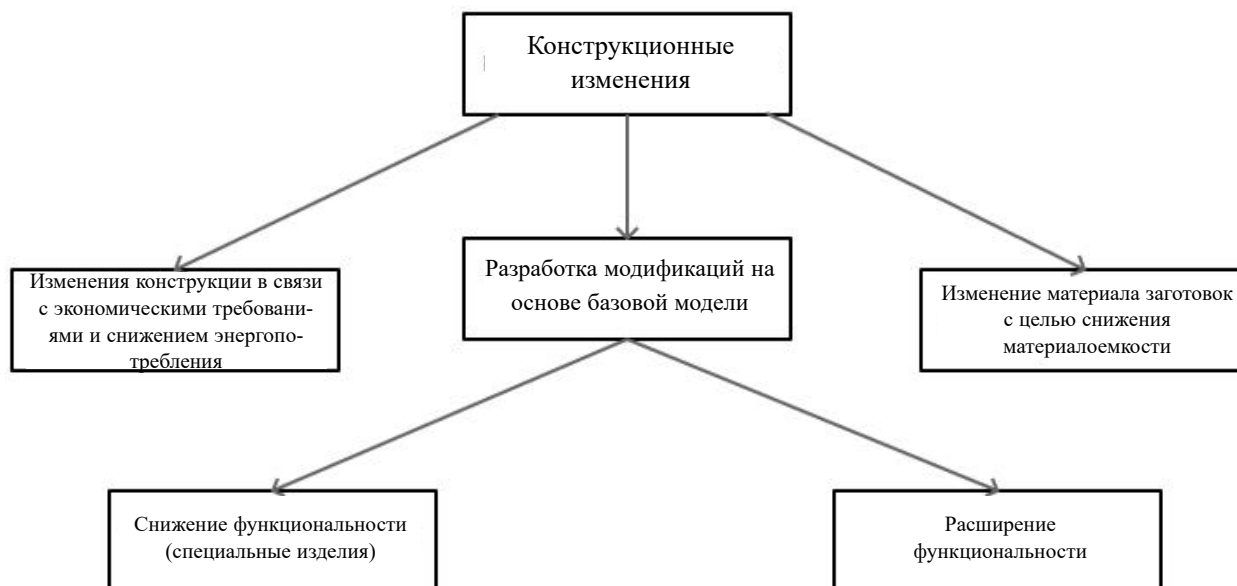 Конструкционные
изменения
Изменения конструкции в связи
с экономическими требовани-
ями и снижением энергопо-
требления
Разработка модификаций на
основе базовой модели
Изменение материала заготовок
с целью снижения
материалоемкости
Снижение функциональности
(специальные изделия)
Расширение
функциональности